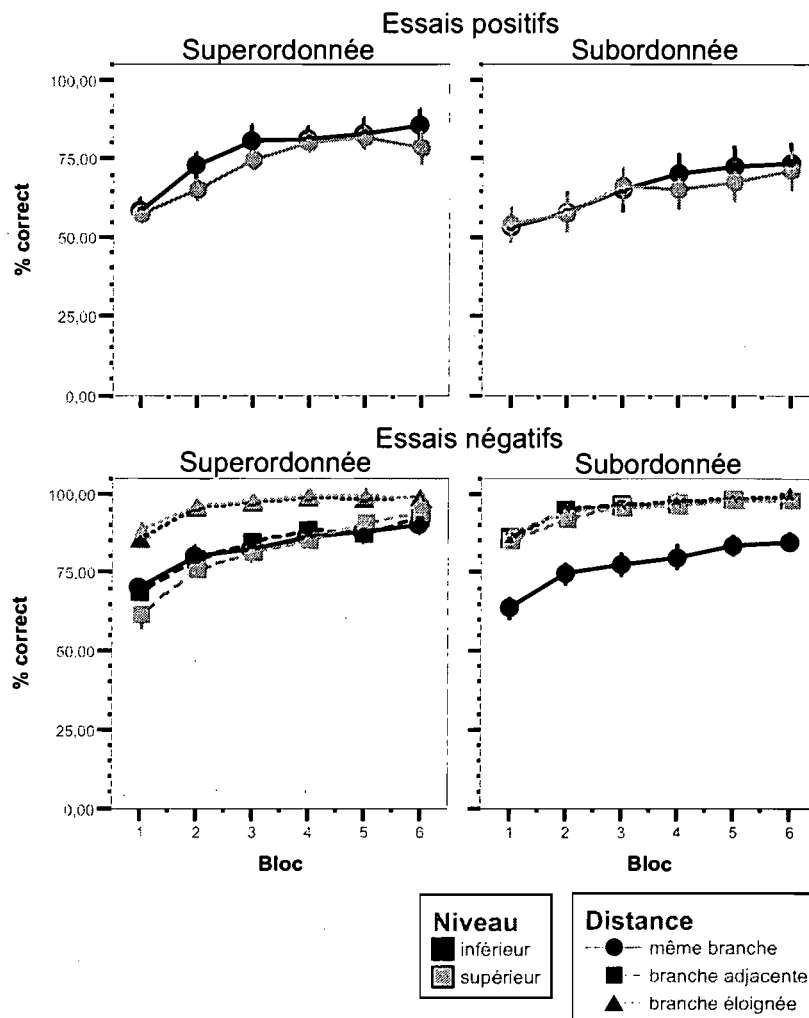 Essais positifs
Superordonnée
Subordonnée
100,00
75,00
50,00
25,00
0,00
% correct
Essais négatifs
Superordonnée
Subordonnée
100,00
75,00
50,00
25,00
0,00
% correct
1 2 3 4 5 6
1 2 3 4 5 6
Bloc
Bloc
Niveau
inférieur
supérieur
Distance
même branche
branche adjacente
branche éloignée